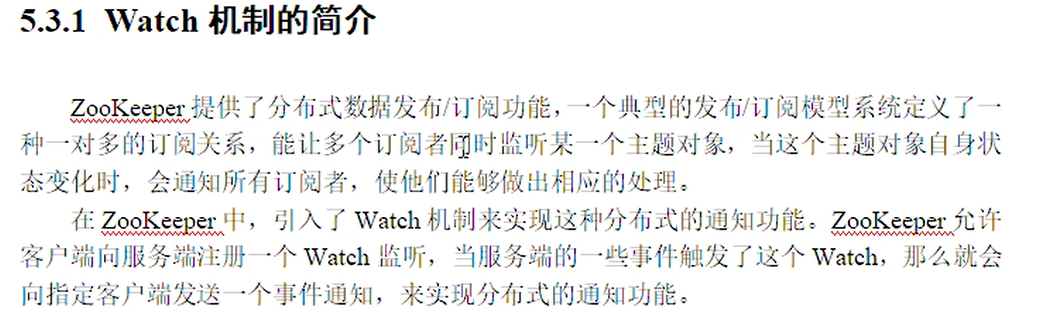 5.3.1 Watch 机制的简介
ZooKeeper 提供了分布式数据发布/订阅功能，一个典型的发布/订阅模型系统定义了一
种一对多的订阅关系，能让多个订阅者同时监听某一个主题对象，当这个主题对象自身状
态变化时，会通知所有订阅者，使他们能够做出相应的处理。
在 ZooKeeper 中，引入了 Watch 机制来实现这种分布式的通知功能。ZooKeeper 允许
客户端向服务端注册一个 Watch 监听，当服务端的一些事件触发了这个 Watch，那么就会
向指定客户端发送一个事件通知，来实现分布式的通知功能。